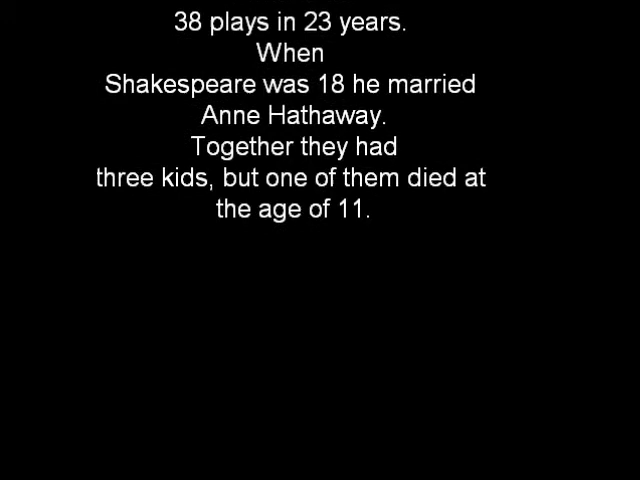 38 plays in 23 years.
When
Shakespeare was 18 he married
Anne Hathaway.
Together they had
three kids, but one of them died at
the age of 11.